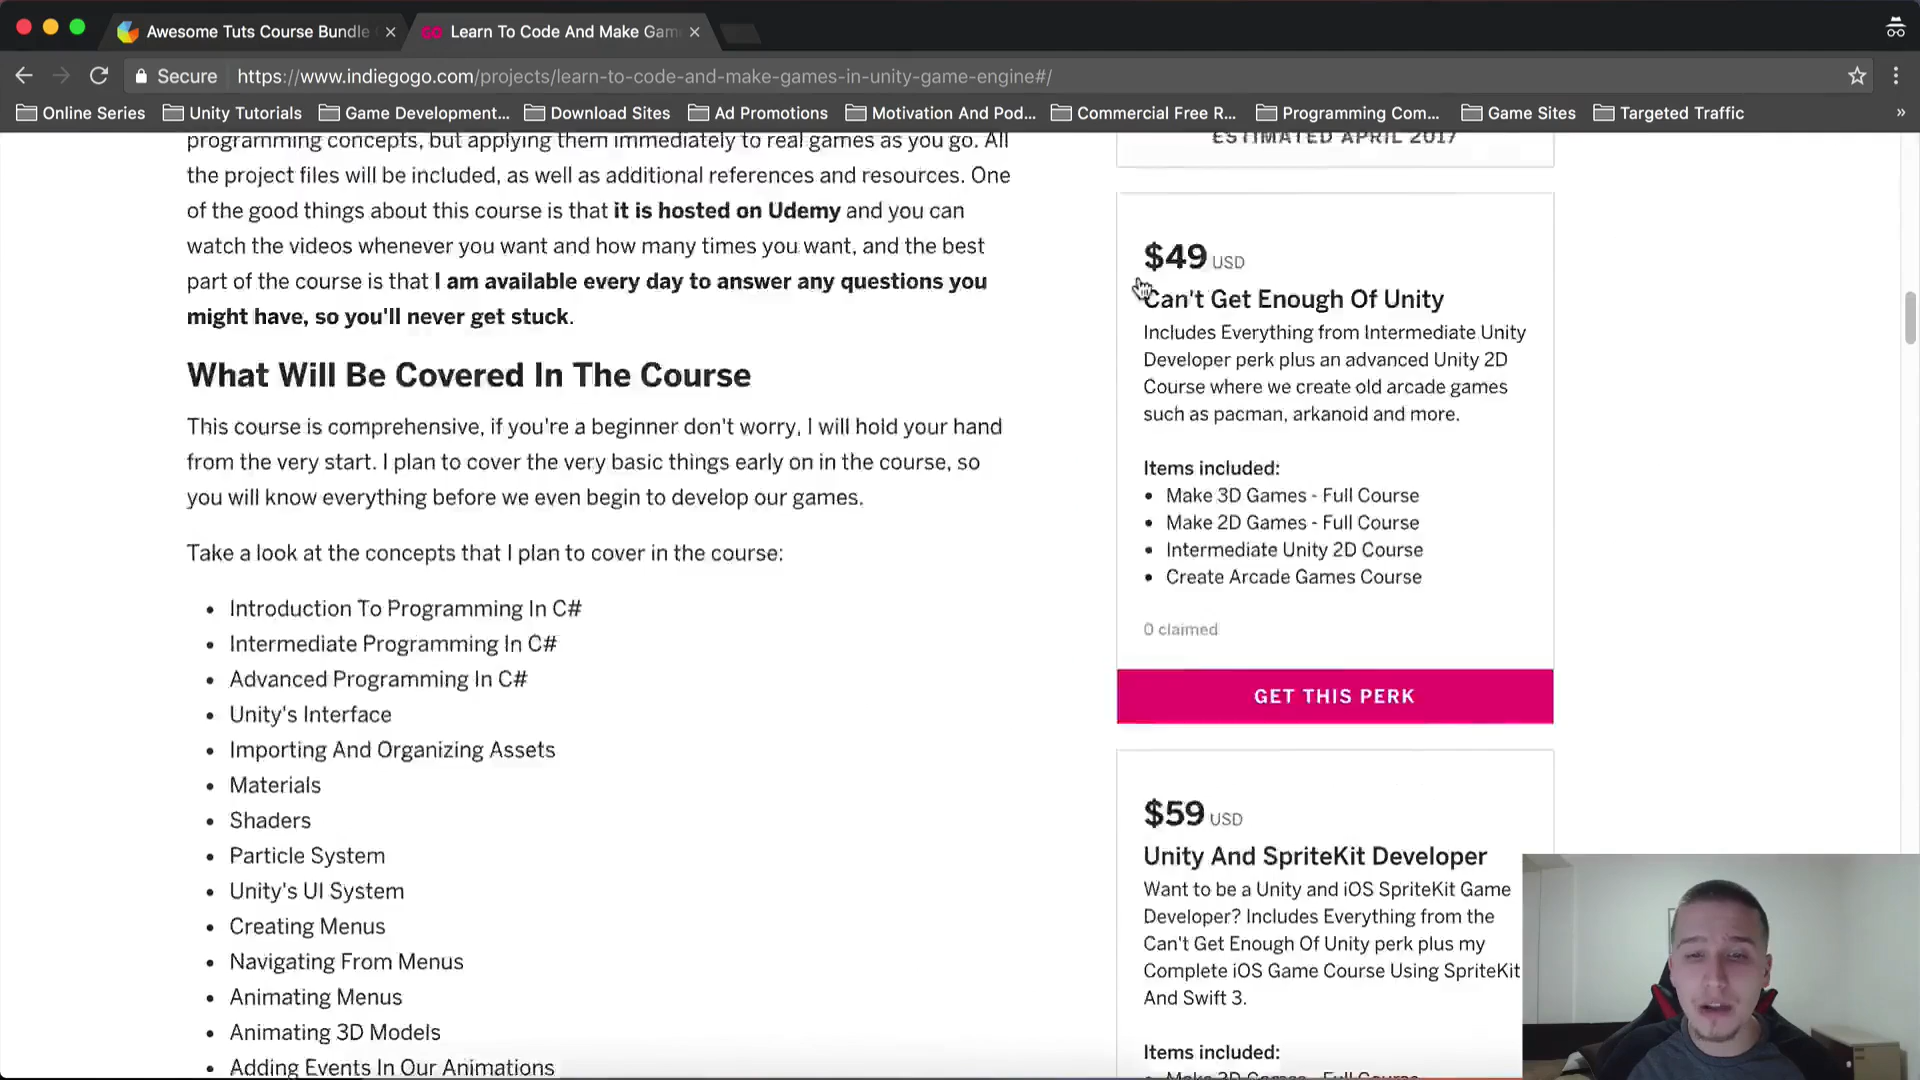 Awesome Tuts Course Bundle
Learn To Code And Make Gam
Secure https://www.indiegogo.com/projects/learn-to-code-and-make-games-in-unity-game-engine#/
Online Series Unity Tutorials Game Development... Download Sites Ad Promotions Motivation And Pod... Commercial Free R... Programming Com... Game Sites Targeted Traffic »
programming concepts, but applying them immediately to real games as you go. All
the project files will be included, as well as additional references and resources. One
of the good things about this course is that it is hosted on Udemy and you can
watch the videos whenever you want and how many times you want, and the best
part of the course is that I am available every day to answer any questions you
might have, so you'll never get stuck.
What Will Be Covered In The Course
This course is comprehensive, if you're a beginner don't worry, I will hold your hand
from the very start. I plan to cover the very basic things early on in the course, so
you will know everything before we even begin to develop our games.
Take a look at the concepts that I plan to cover in the course:
• Introduction To Programming In C#
• Intermediate Programming In C#
• Advanced Programming In C#
• Unity's Interface
• Importing And Organizing Assets
• Materials
• Shaders
• Particle System
• Unity's UI System
• Creating Menus
• Navigating From Menus
• Animating Menus
• Animating 3D Models
• Adding Events In Our Animations
ESTIMATED APRIL 2017
$49 USD
Can't Get Enough Of Unity
Includes Everything from Intermediate Unity
Developer perk plus an advanced Unity 2D
Course where we create old arcade games
such as pacman, arkanoid and more.
Items included:
• Make 3D Games - Full Course
• Make 2D Games - Full Course
• Intermediate Unity 2D Course
• Create Arcade Games Course
0 claimed
GET THIS PERK
$59 USD
Unity And SpriteKit Developer
Want to be a Unity and iOS SpriteKit Game
Developer? Includes Everything from the
Can't Get Enough Of Unity perk plus my
Complete iOS Game Course Using SpriteKit
And Swift 3.
Items included:
• Make 3D Games - Full Course